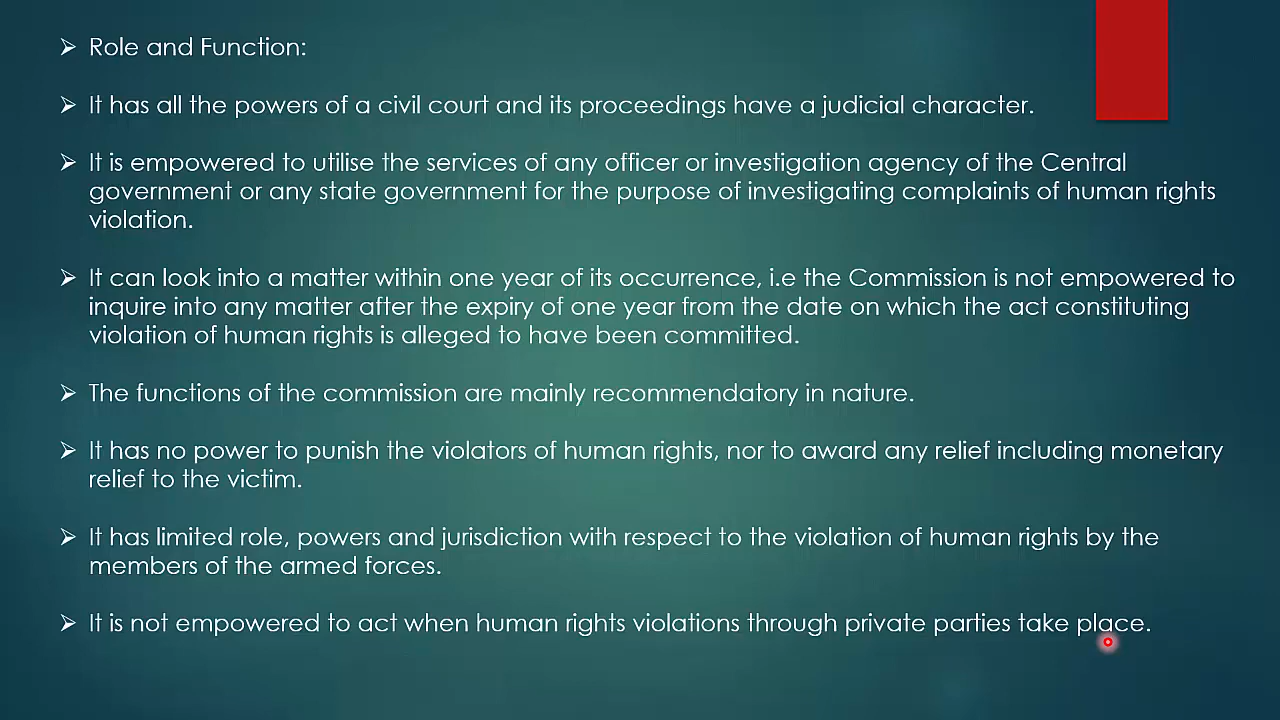 Role and Function:
It has all the powers of a civil court and its proceedings have a judicial character.
It is empowered to utilise the services of any officer or investigation agency of the Central
government or any state government for the purpose of investigating complaints of human rights
violation.
It can look into a matter within one year of its occurrence, i.e the Commission is not empowered to
inquire into any matter after the expiry of one year from the date on which the act constituting
violation of human rights is alleged to have been committed.
The functions of the commission are mainly recommendatory in nature.
It has no power to punish the violators of human rights, nor to award any relief including monetary
relief to the victim.
It has limited role, powers and jurisdiction with respect to the violation of human rights by the
members of the armed forces.
It is not empowered to act when human rights violations through private parties take place.